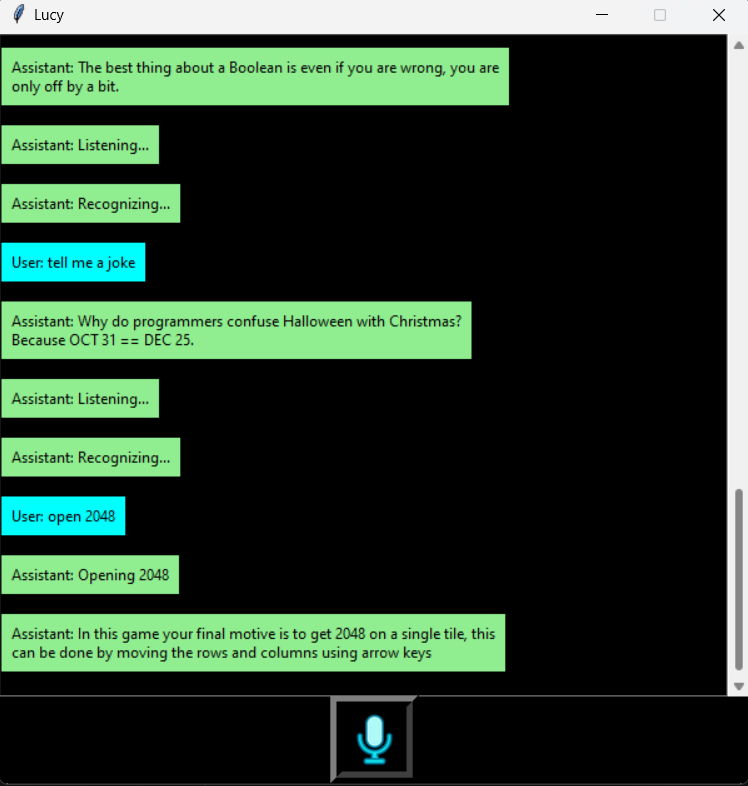 Lucy
Assistant: The best thing about a Boolean is even if you are wrong, you are
only off by a bit.
Assistant: Listening...
Assistant: Recognizing...
User: tell me a joke
Assistant: Why do programmers confuse Halloween with Christmas?
Because OCT 31 == DEC 25.
Assistant: Listening...
Assistant: Recognizing...
User: open 2048
Assistant: Opening 2048
Assistant: In this game your final motive is to get 2048 on a single tile, this
can be done by moving the rows and columns using arrow keys